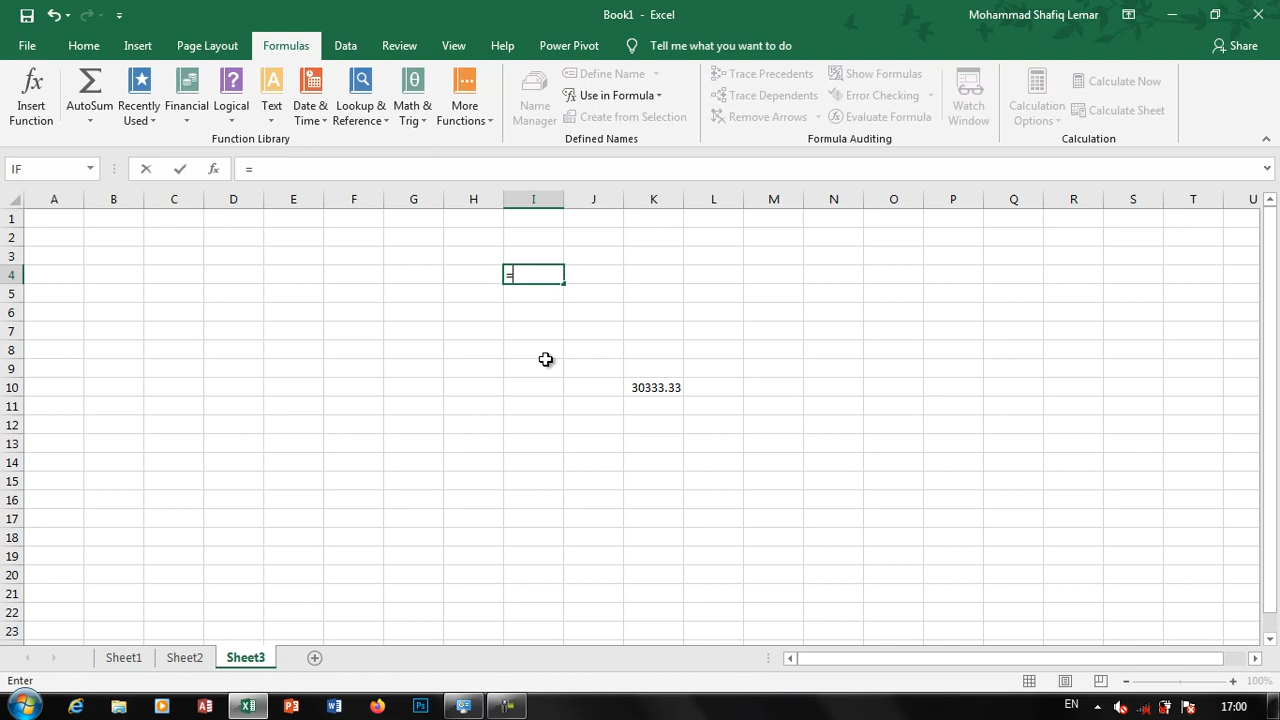 Book1 - Excel
Mohammad Shafiq Lemar
File Home Insert Page Layout Formulas Data Review View Help Power Pivot Tell me what you want to do Share
Insert Function
AutoSum
Recently Used
Financial
Logical
Text
Date & Time
Lookup & Reference
Math & Trig
More Functions
Function Library
Name Manager
Define Name
Use in Formula
Create from Selection
Defined Names
Trace Precedents
Trace Dependents
Remove Arrows
Show Formulas
Error Checking
Evaluate Formula
Watch Window
Formula Auditing
Calculation Options
Calculate Now
Calculate Sheet
Calculation
IF fx =
A B C D E F G H I J K L M N O P Q R S T U
1
2
3
4 =
5
6
7
8
9
10 30333.33
11
12
13
14
15
16
17
18
19
20
21
22
23
Sheet1 Sheet2 Sheet3
Enter 100%
EN 17:00